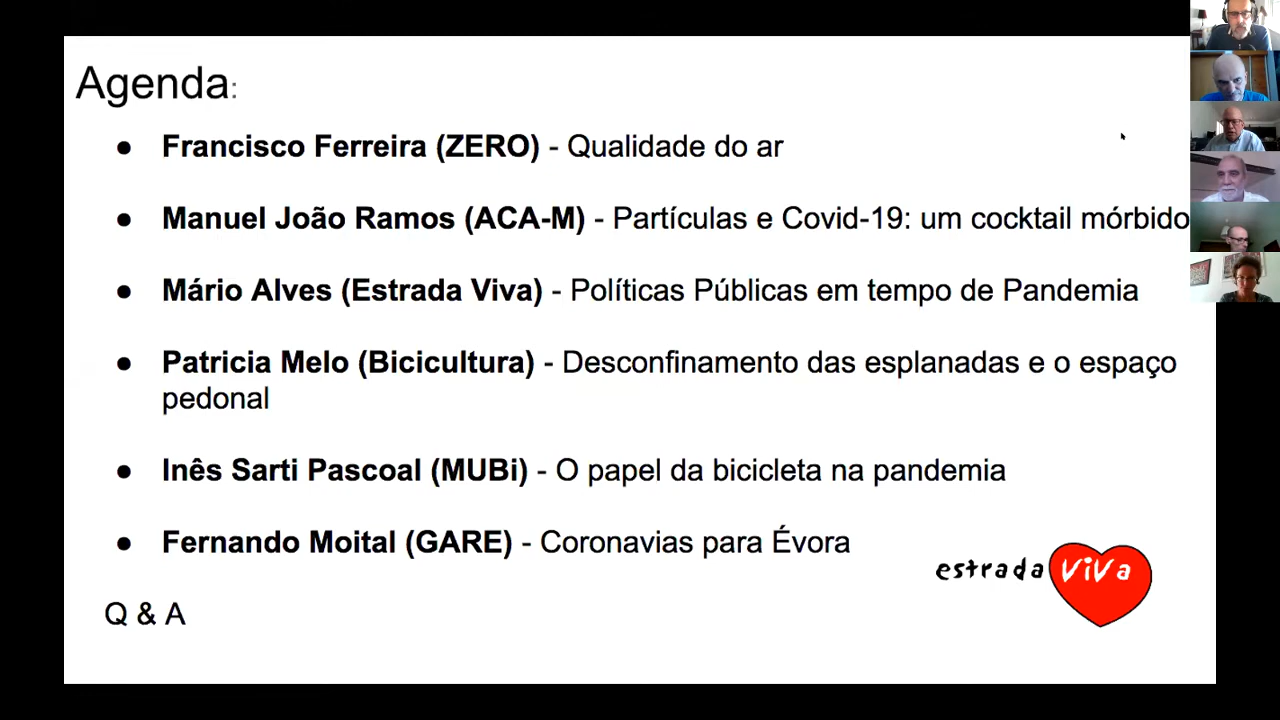 Agenda:
● Francisco Ferreira (ZERO) - Qualidade do ar
● Manuel João Ramos (ACA-M) - Partículas e Covid-19: um cocktail mórbido
● Mário Alves (Estrada Viva) - Políticas Públicas em tempo de Pandemia
● Patricia Melo (Bicicultura) - Desconfinamento das esplanadas e o espaço
pedonal
● Inês Sarti Pascoal (MUBi) - O papel da bicicleta na pandemia
● Fernando Moital (GARE) - Coronavias para Évora
estrada viva
Q & A